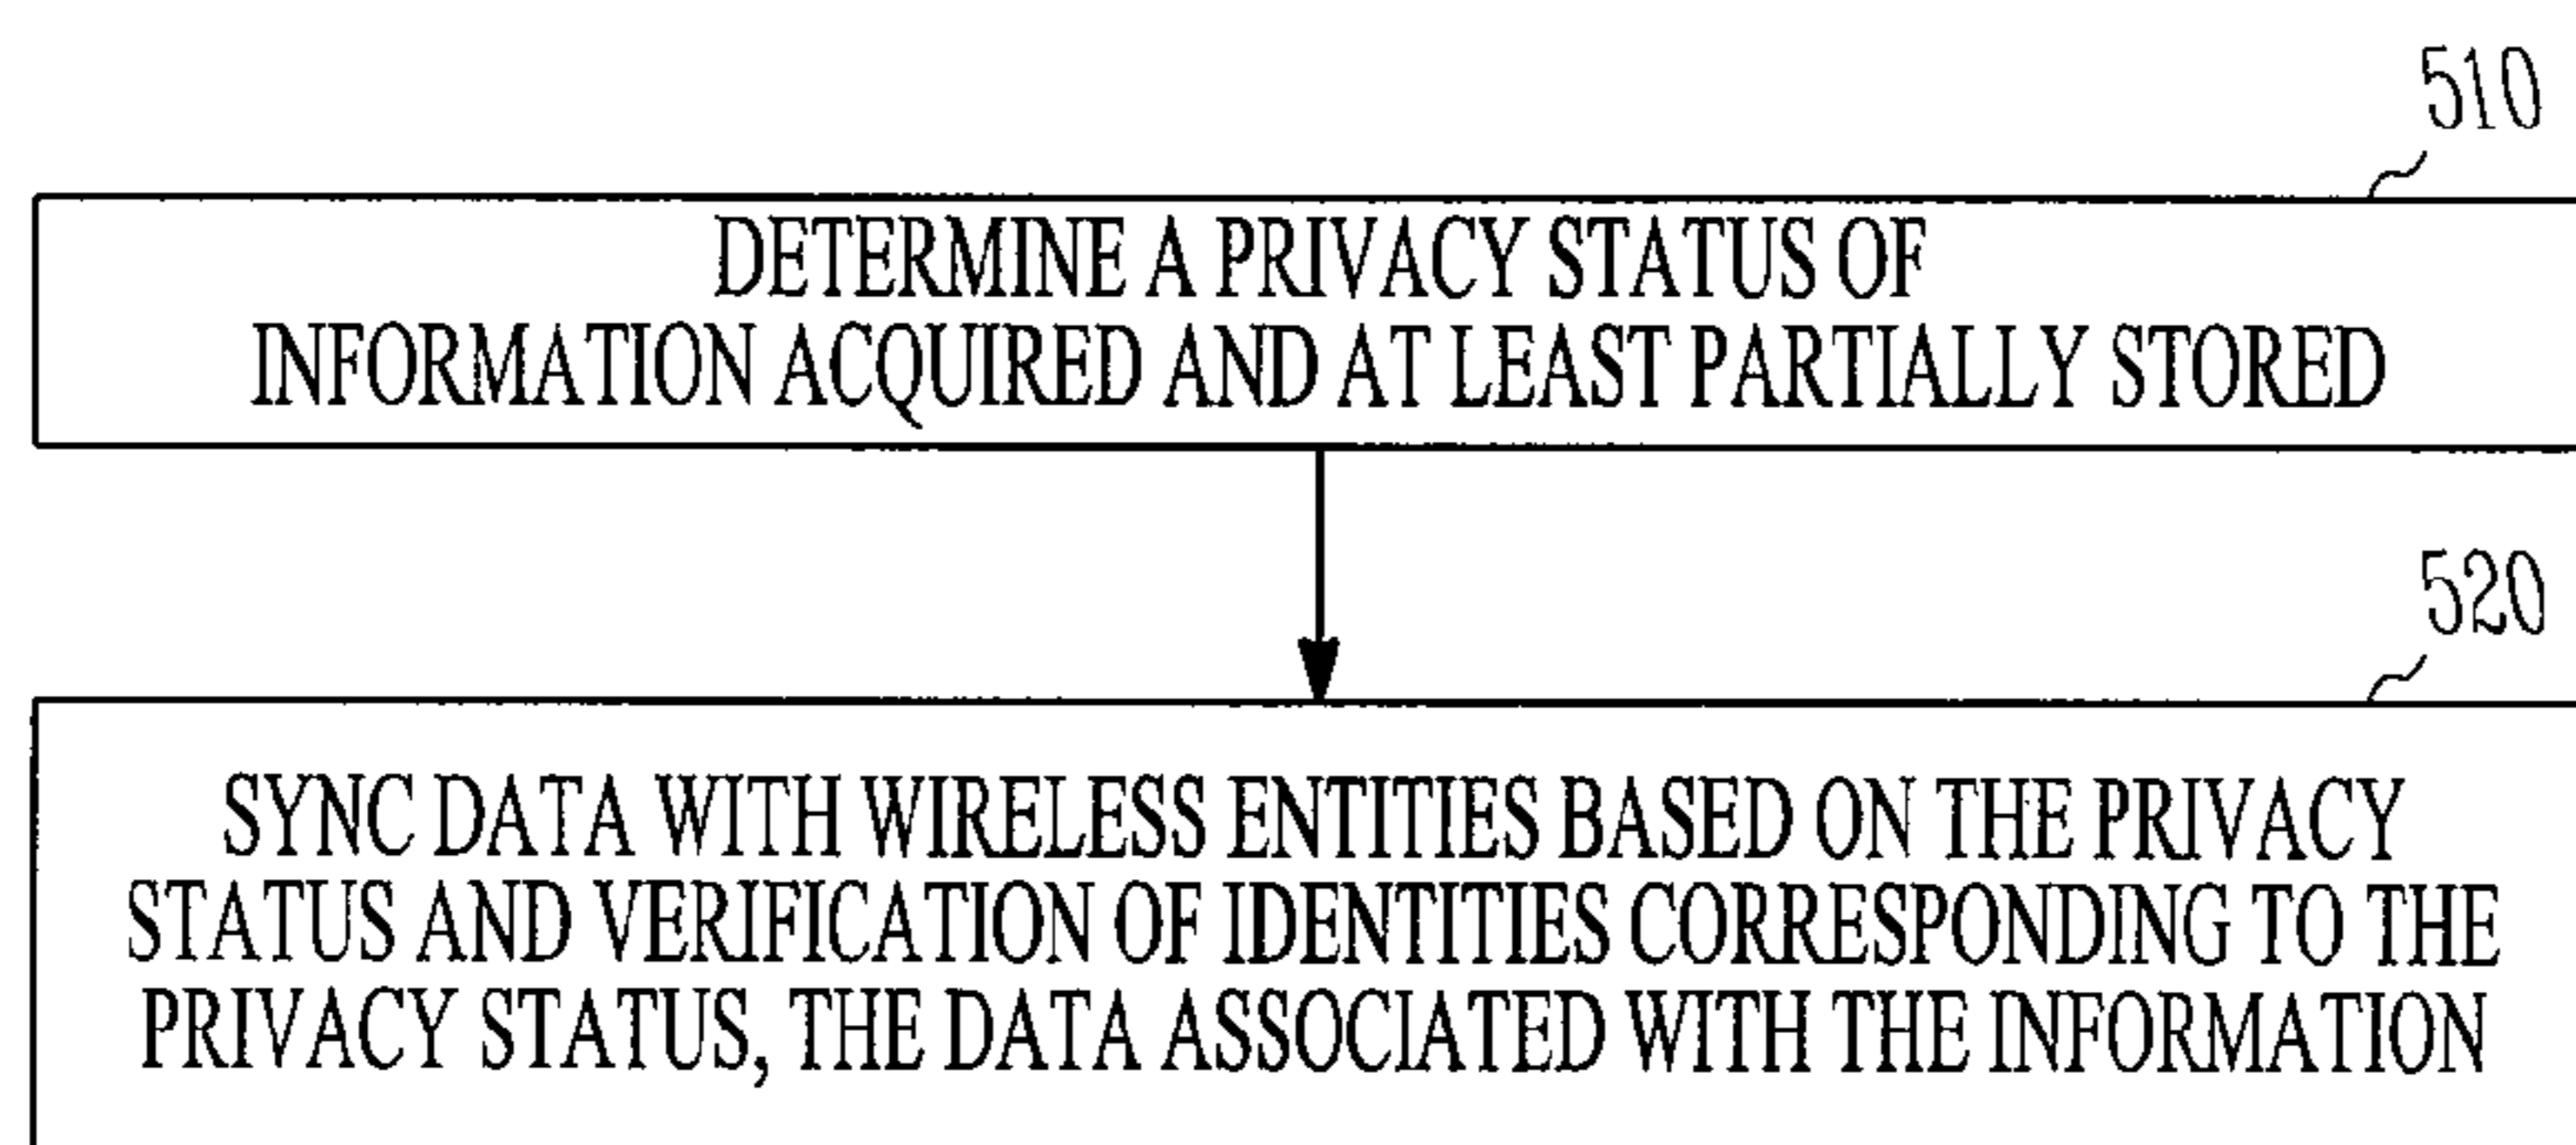 510
DETERMINE A PRIVACY STATUS OF
INFORMATION ACQUIRED AND AT LEAST PARTIALLY STORED
520
SYNC DATA WITH WIRELESS ENTITIES BASED ON THE PRIVACY
STATUS AND VERIFICATION OF IDENTITIES CORRESPONDING TO THE
PRIVACY STATUS, THE DATA ASSOCIATED WITH THE INFORMATION